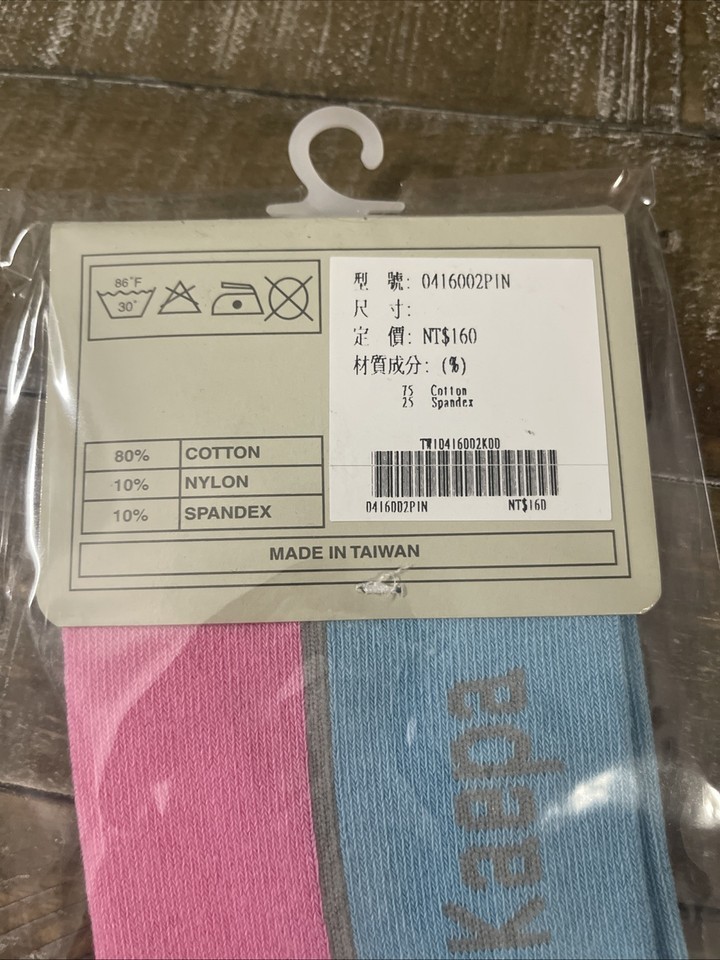 86°F
30°
型 號: 0416002PIN
尺 寸:
定 價: NT$160
材質成分: (%)
75 Cotton
25 Spandex
TW10416002K00
0416002PIN NT$160
80% COTTON
10% NYLON
10% SPANDEX
MADE IN TAIWAN
Kaepa